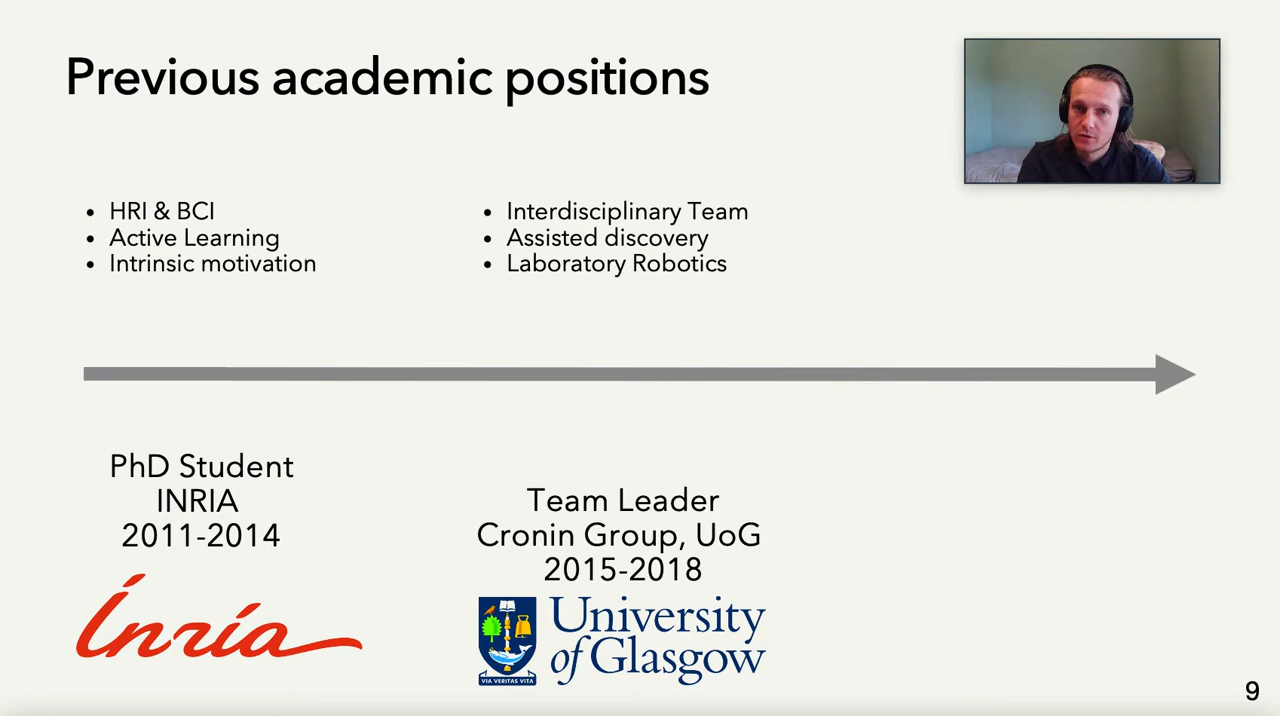 Previous academic positions
• HRI & BCI
• Active Learning
• Intrinsic motivation
• Interdisciplinary Team
• Assisted discovery
• Laboratory Robotics
PhD Student
INRIA
2011-2014
Inría
Team Leader
Cronin Group, UoG
2015-2018
University
of Glasgow
VIA VERITAS VITA
9